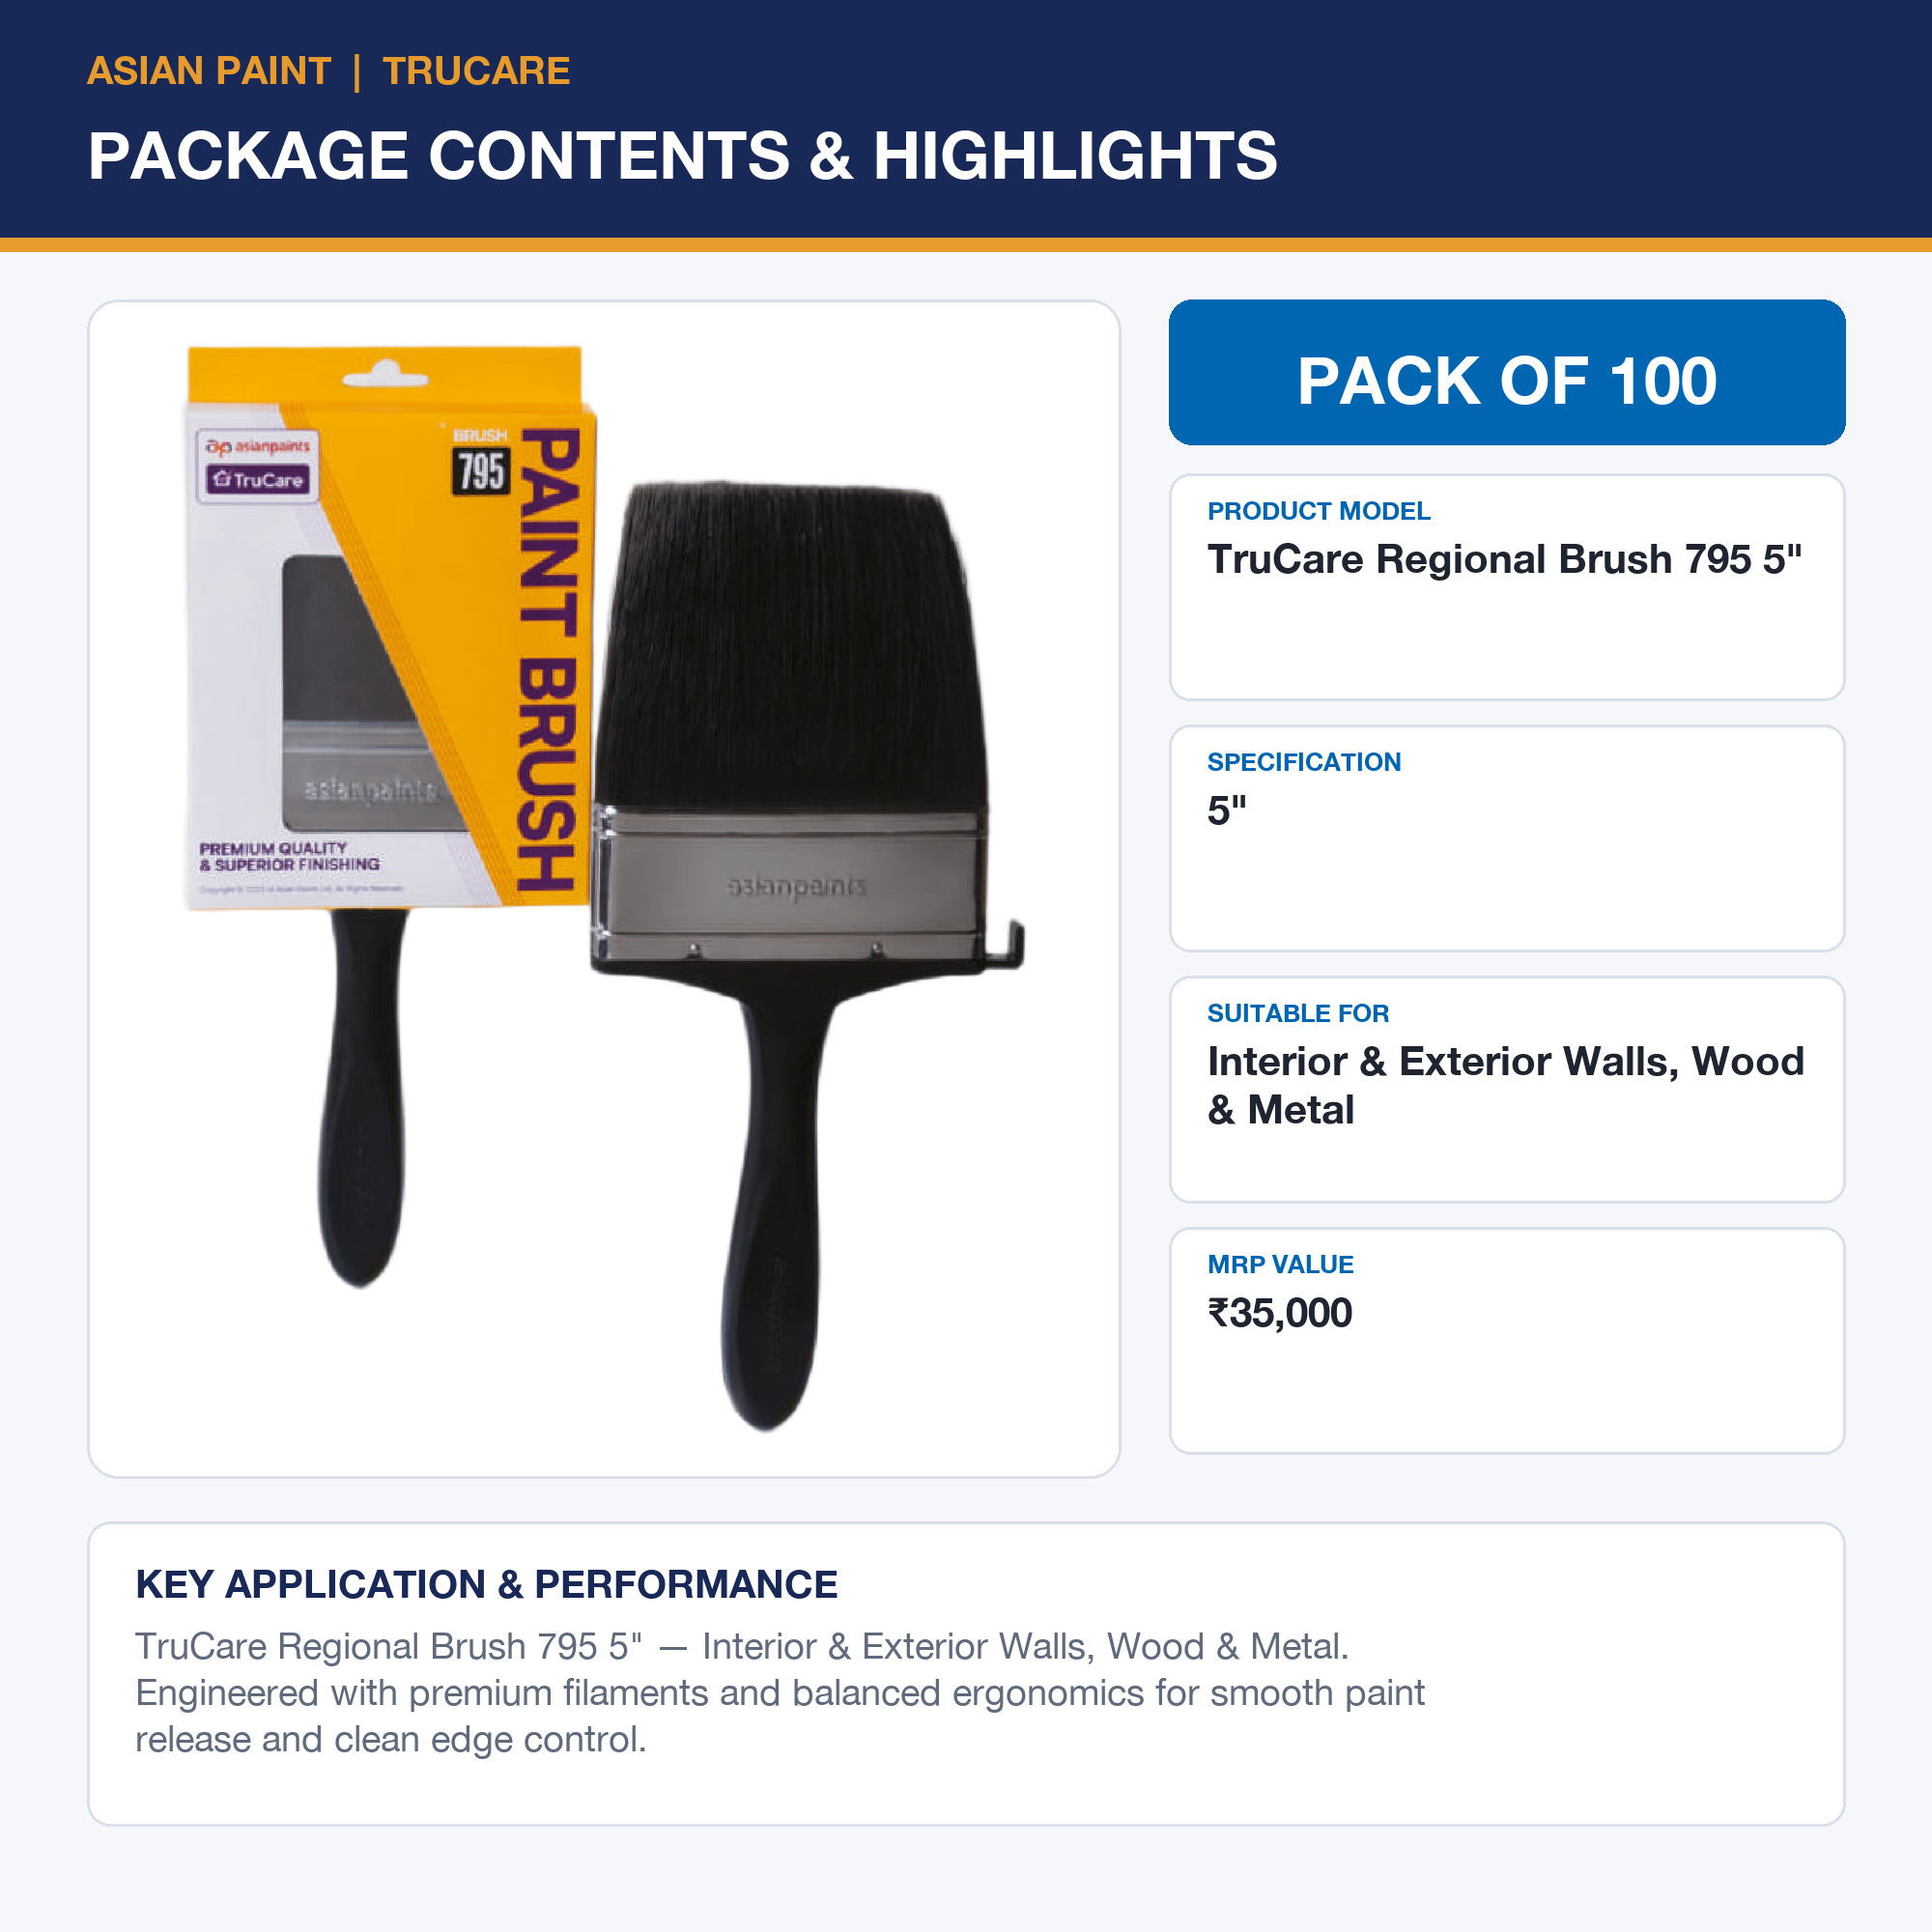 ASIAN PAINT | TRUCARE
PACKAGE CONTENTS & HIGHLIGHTS
asianpaints
TruCare
BRUSH
795
PAINT BRUSH
asianpaints
PREMIUM QUALITY
& SUPERIOR FINISHING
asianpaints
PACK OF 100
PRODUCT MODEL
TruCare Regional Brush 795 5"
SPECIFICATION
5"
SUITABLE FOR
Interior & Exterior Walls, Wood
& Metal
MRP VALUE
₹35,000
KEY APPLICATION & PERFORMANCE
TruCare Regional Brush 795 5" — Interior & Exterior Walls, Wood & Metal.
Engineered with premium filaments and balanced ergonomics for smooth paint
release and clean edge control.